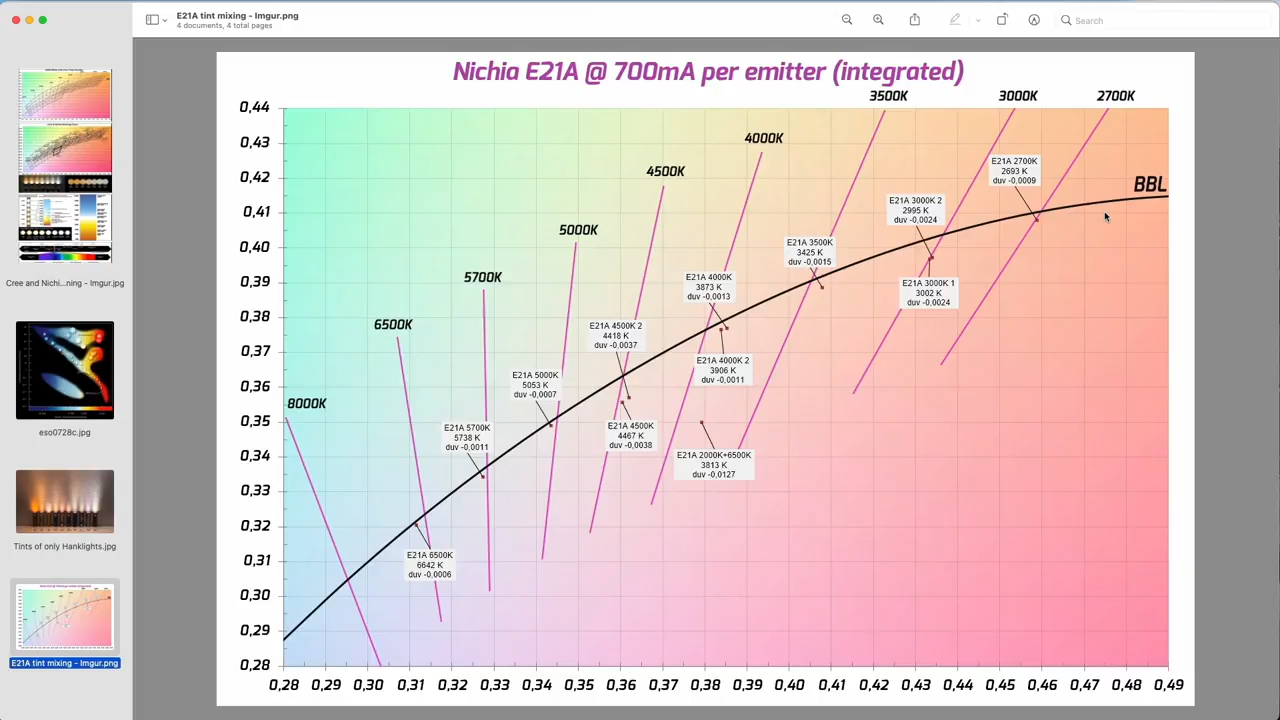 E21A tint mixing - Imgur.png
4 documents, 4 total pages
Search
Cree and Nichi...ning - Imgur.jpg
eso0728c.jpg
Tints of only Hanklights.jpg
E21A tint mixing - Imgur.png
Nichia E21A @ 700mA per emitter (integrated)
3500K
3000K
2700K
4000K
4500K
5000K
5700K
6500K
8000K
BBL
E21A 2700K
2693 K
duv -0,0009
E21A 3000K 2
2995 K
duv -0,0024
E21A 3500K
3425 K
duv -0,0015
E21A 3000K 1
3002 K
duv -0,0024
E21A 4000K
3873 K
duv -0,0013
E21A 4500K 2
4418 K
duv -0,0037
E21A 4000K 2
3906 K
duv -0,0011
E21A 5000K
5053 K
duv -0,0007
E21A 5700K
5738 K
duv -0,0011
E21A 4500K
4467 K
duv -0,0038
E21A 2000K+6500K
3813 K
duv -0,0127
E21A 6500K
6642 K
duv -0,0006
0,44
0,43
0,42
0,41
0,40
0,39
0,38
0,37
0,36
0,35
0,34
0,33
0,32
0,31
0,30
0,29
0,28
0,28 0,29 0,30 0,31 0,32 0,33 0,34 0,35 0,36 0,37 0,38 0,39 0,40 0,41 0,42 0,43 0,44 0,45 0,46 0,47 0,48 0,49